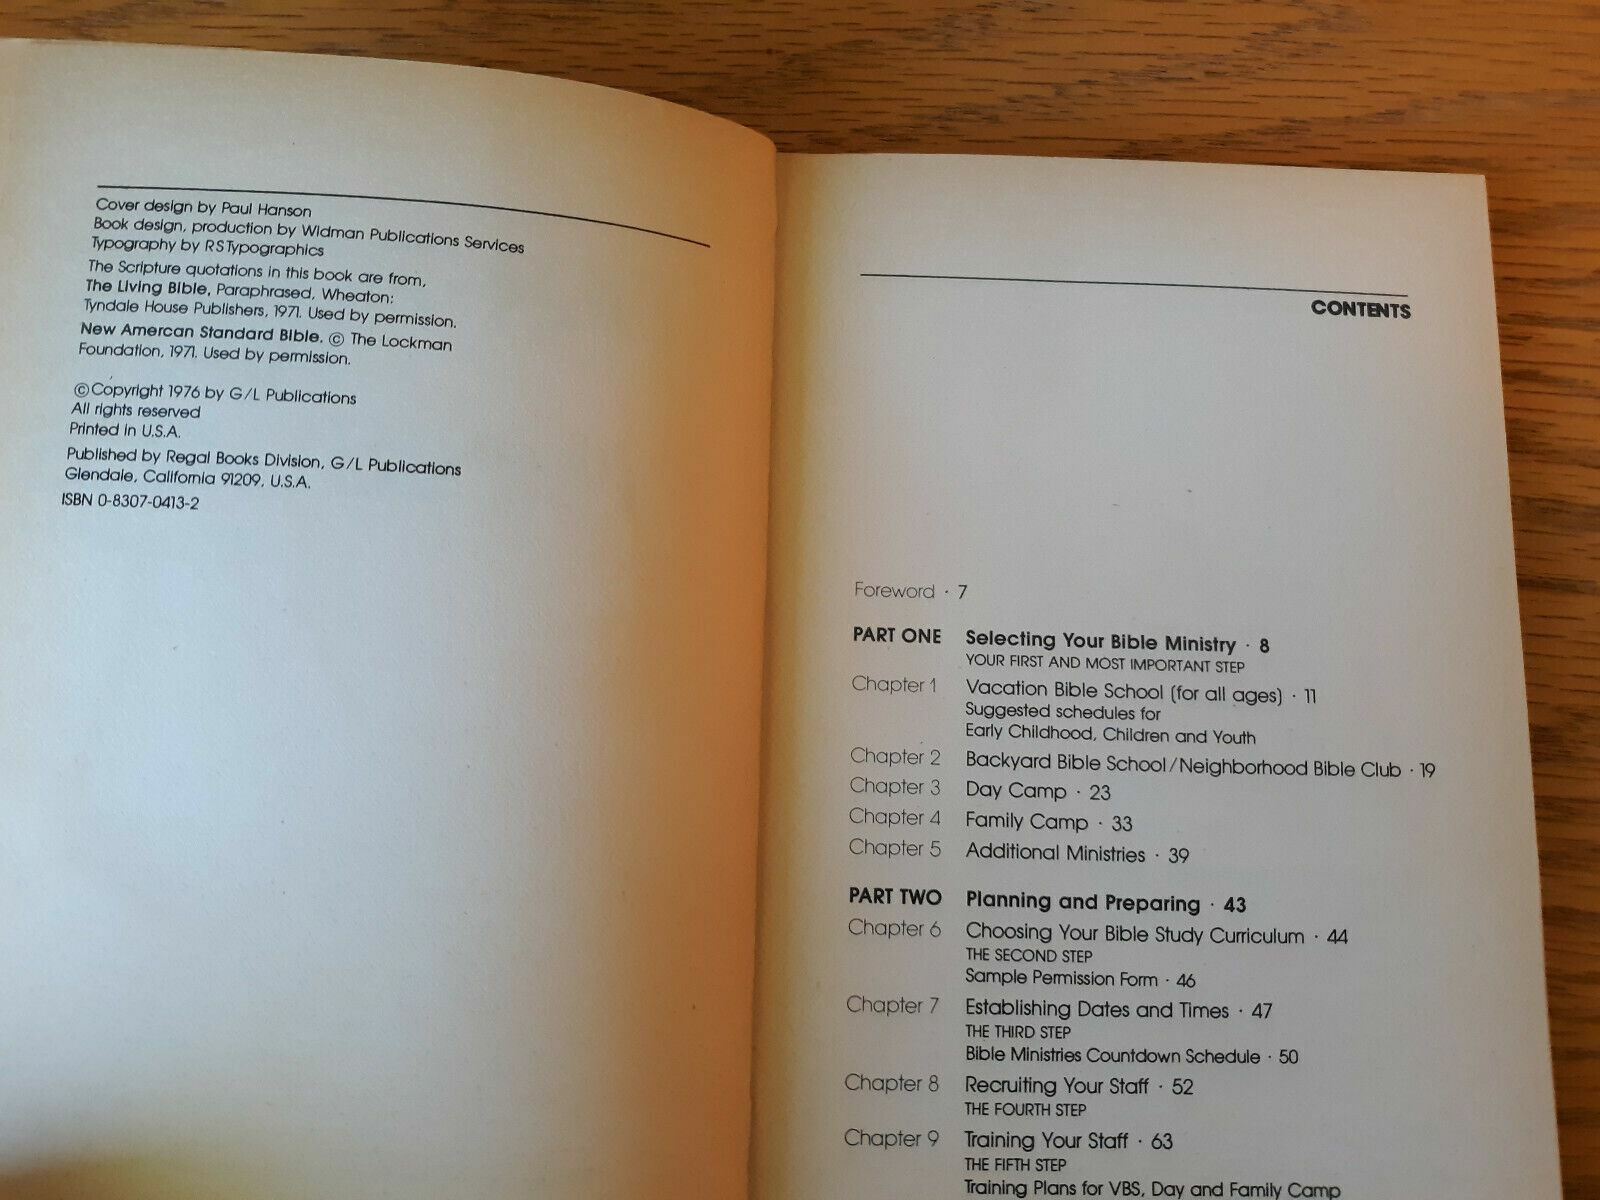 Cover design by Paul Hanson
Book design, production by Widman Publications Services
Typography by RSTypographics
The Scripture quotations in this book are from,
The Living Bible, Paraphrased, Wheaton:
Tyndale House Publishers, 1971. Used by permission.
New Amercan Standard Bible. © The Lockman
Foundation, 1971. Used by permission.
© Copyright 1976 by G/L Publications
All rights reserved
Printed in U.S.A.
Published by Regal Books Division, G/L Publications
Glendale, California 91209, U.S.A.
ISBN 0-8307-0413-2
CONTENTS
Foreword · 7
PART ONE Selecting Your Bible Ministry · 8
YOUR FIRST AND MOST IMPORTANT STEP
Chapter 1 Vacation Bible School (for all ages) · 11
Suggested schedules for
Early Childhood, Children and Youth
Chapter 2 Backyard Bible School/Neighborhood Bible Club · 19
Chapter 3 Day Camp · 23
Chapter 4 Family Camp · 33
Chapter 5 Additional Ministries · 39
PART TWO Planning and Preparing · 43
Chapter 6 Choosing Your Bible Study Curriculum · 44
THE SECOND STEP
Sample Permission Form · 46
Chapter 7 Establishing Dates and Times · 47
THE THIRD STEP
Bible Ministries Countdown Schedule · 50
Chapter 8 Recruiting Your Staff · 52
THE FOURTH STEP
Chapter 9 Training Your Staff · 63
THE FIFTH STEP
Training Plans for VBS, Day and Family Camp